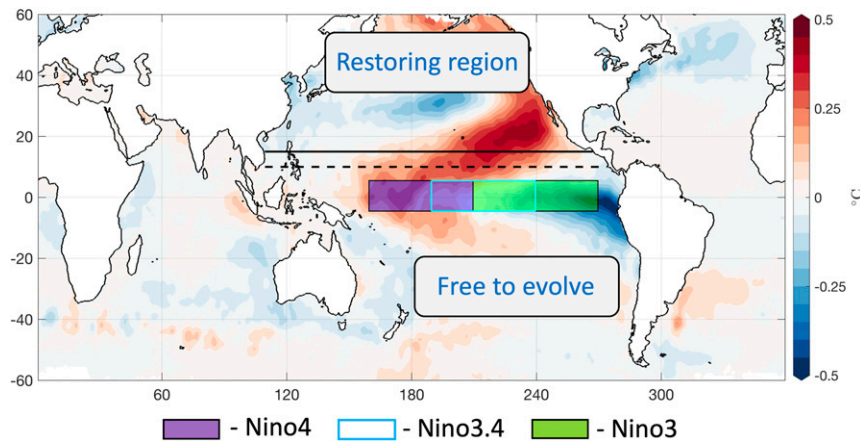 60
40
20
0
-20
-40
-60
60
120
180
240
300
Restoring region
Free to evolve
0.5
0.25
0
-0.25
-0.5
°C
- Nino4
- Nino3.4
- Nino3